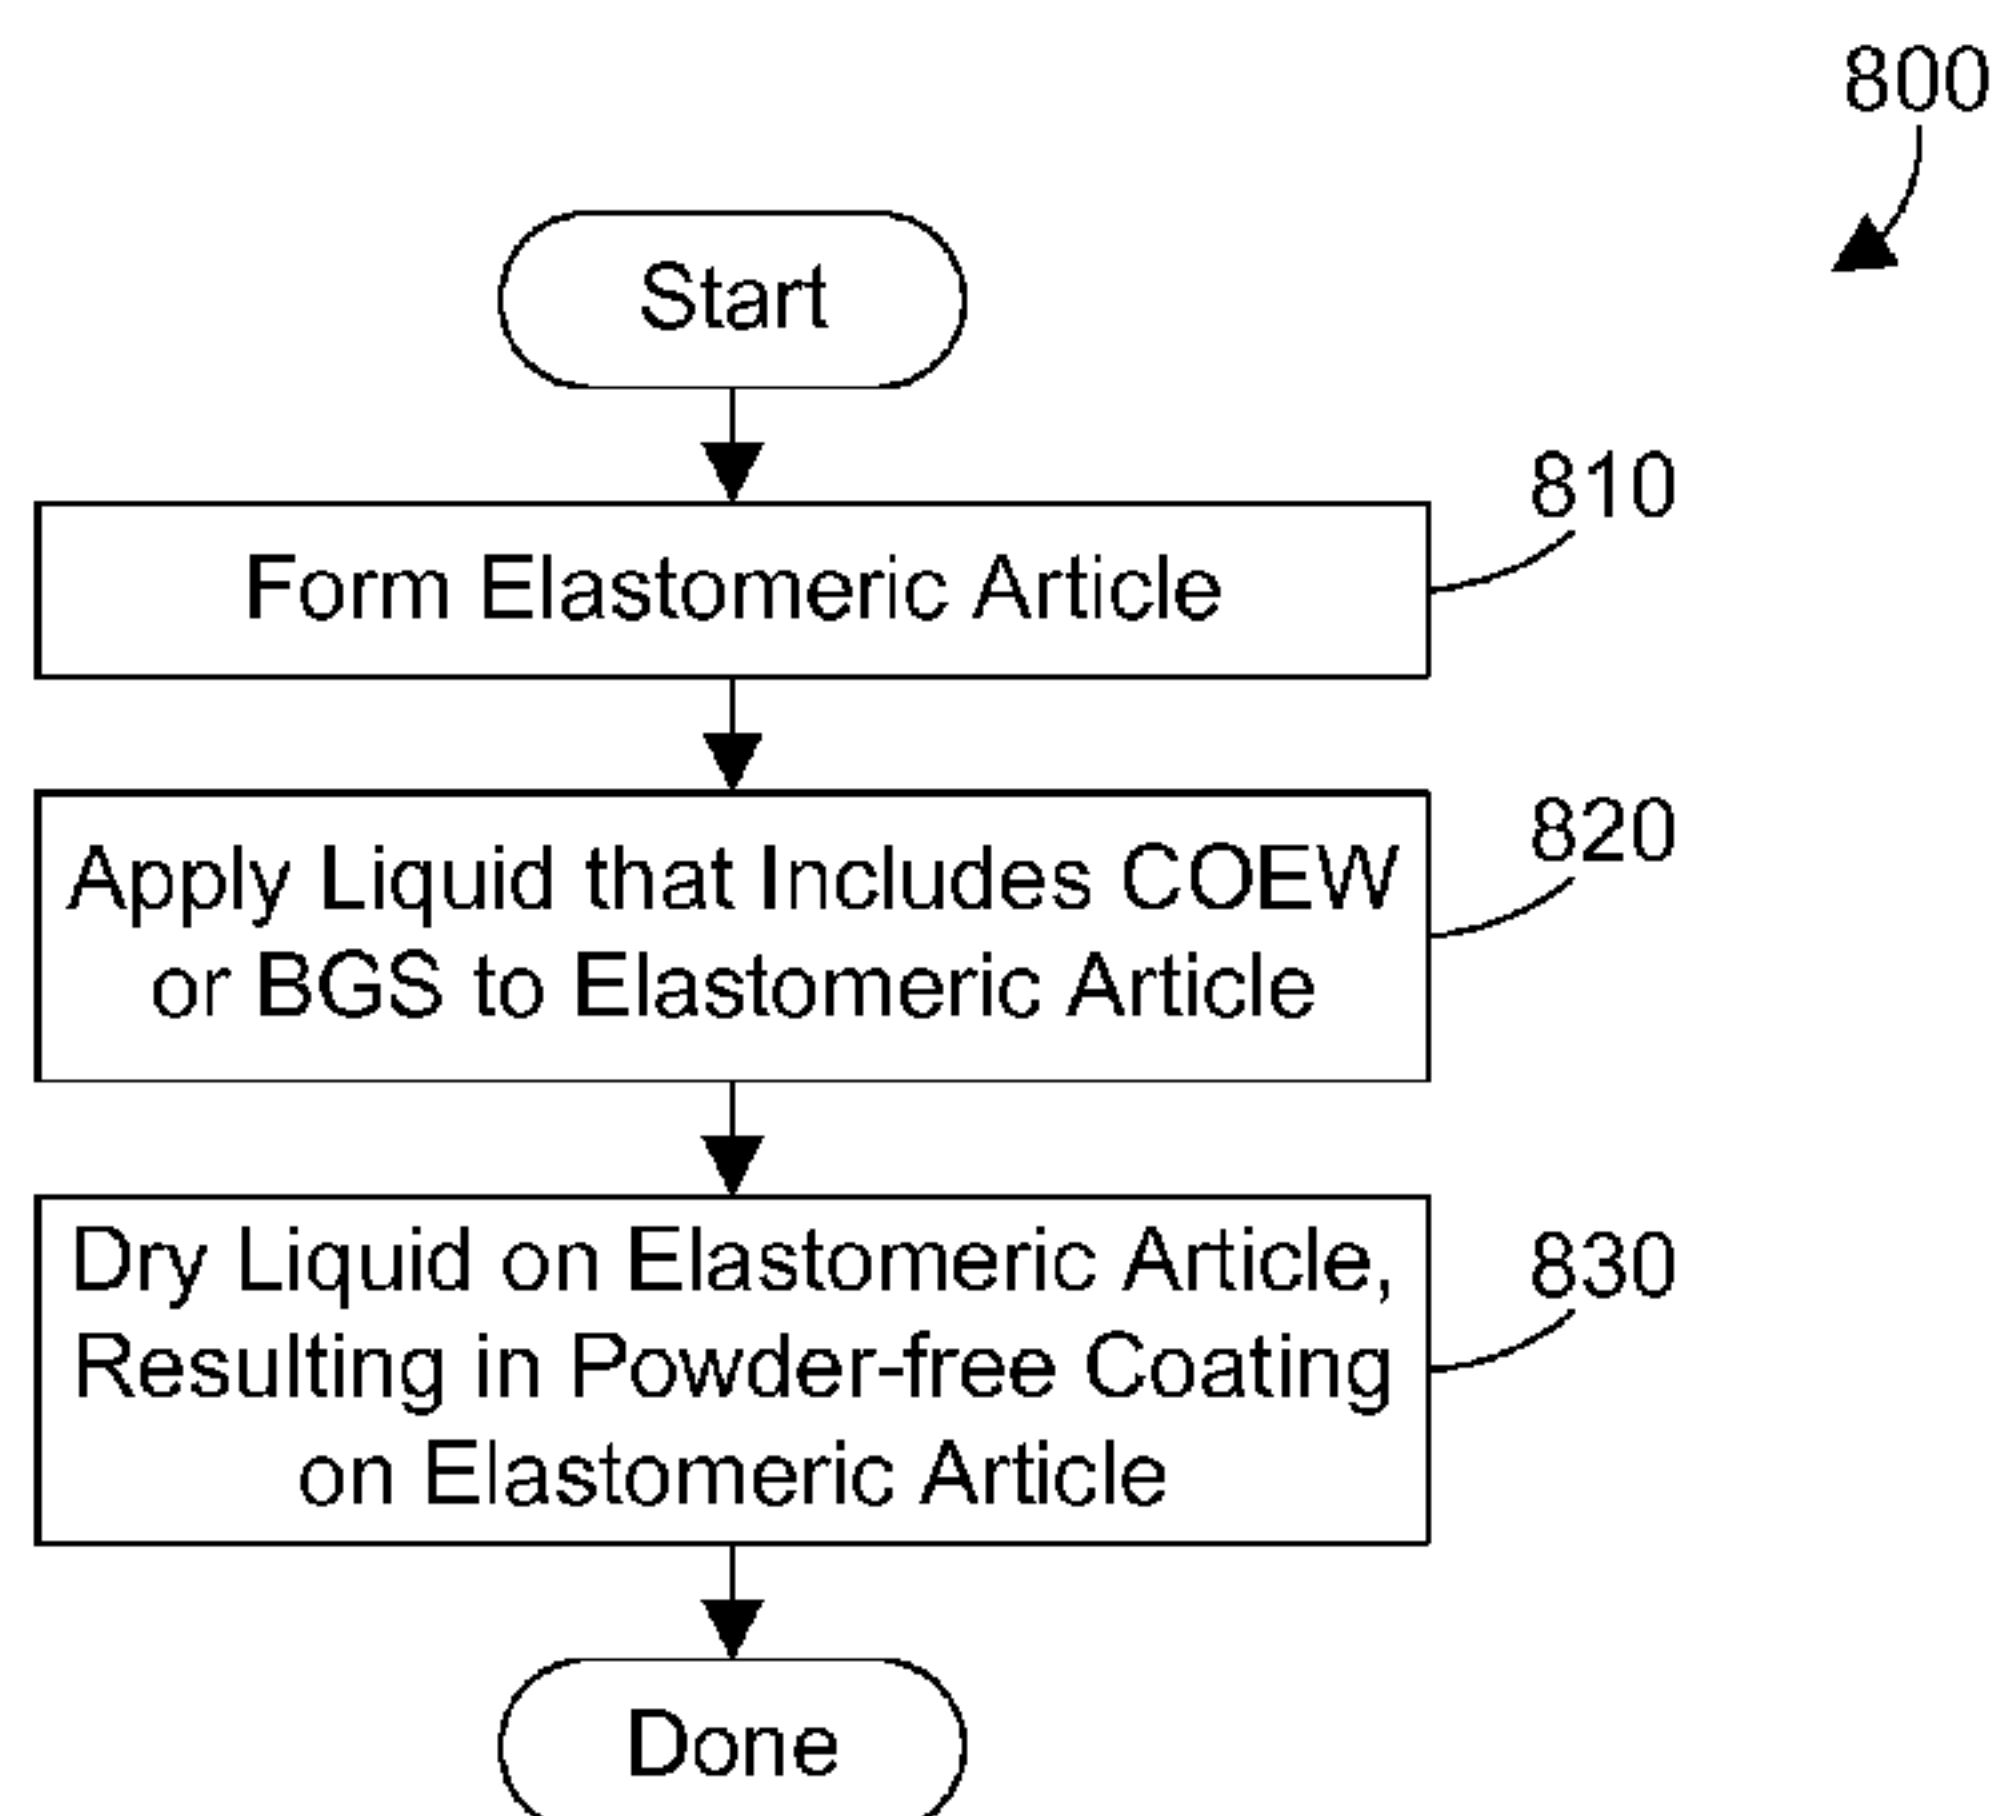 800
Start
810
Form Elastomeric Article
820
Apply Liquid that Includes COEW
or BGS to Elastomeric Article
830
Dry Liquid on Elastomeric Article,
Resulting in Powder-free Coating
on Elastomeric Article
Done